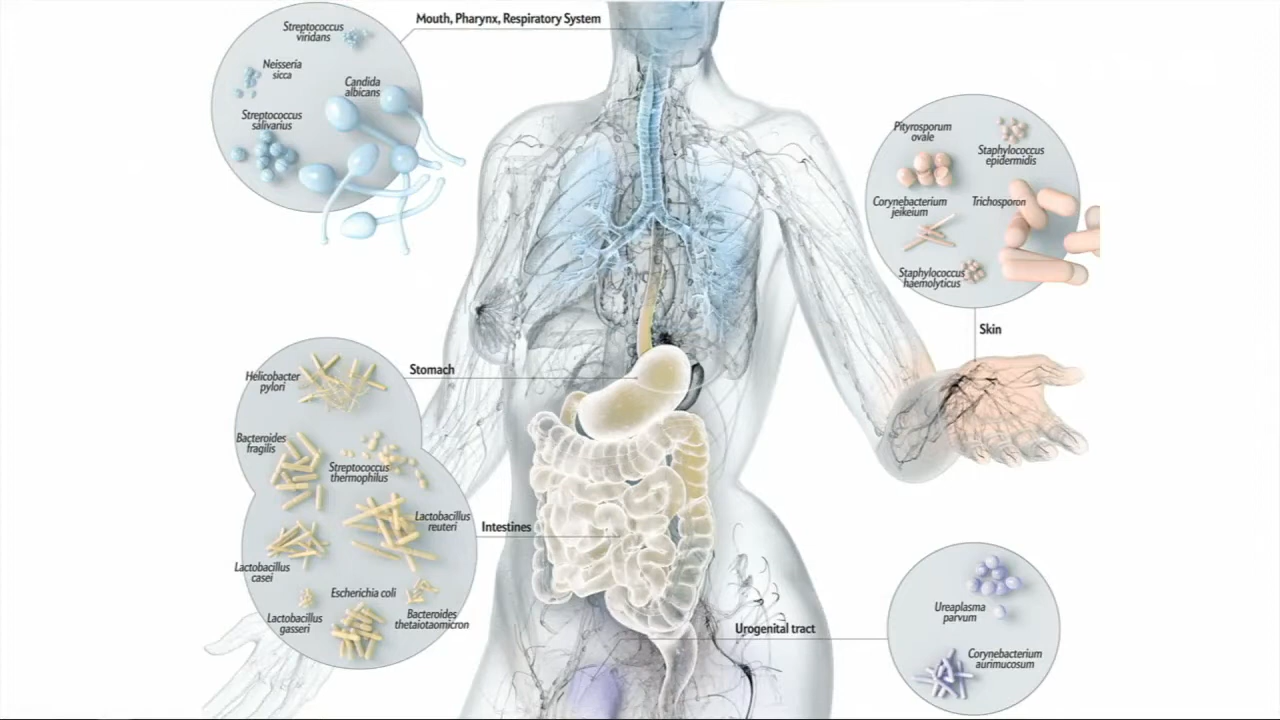 Mouth, Pharynx, Respiratory System
Streptococcus
viridans
Neisseria
sicca
Candida
albicans
Streptococcus
salivarius
Pityrosporum
ovale
Staphylococcus
epidermidis
Corynebacterium
jeikeium
Trichosporon
Staphylococcus
haemolyticus
Skin
Stomach
Helicobacter
pylori
Bacteroides
fragilis
Streptococcus
thermophilus
Lactobacillus
reuteri
Intestines
Lactobacillus
casei
Escherichia coli
Lactobacillus
gasseri
Bacteroides
thetaiotaomicron
Urogenital tract
Ureaplasma
parvum
Corynebacterium
aurimucosum